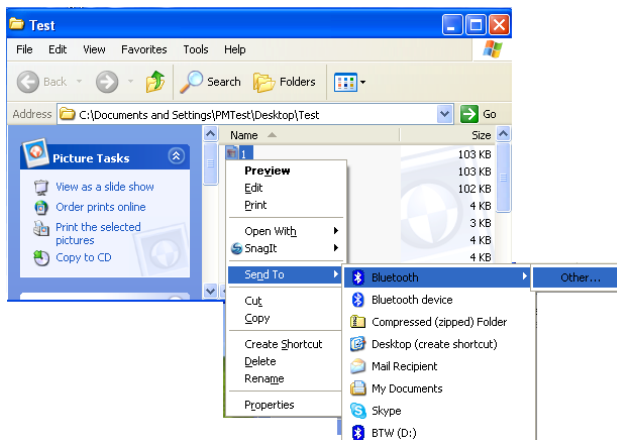 Test
File Edit View Favorites Tools Help
Back Search Folders
Address C:\Documents and Settings\PMTest\Desktop\Test Go
Name Size
Picture Tasks
View as a slide show
Order prints online
Print the selected
pictures
Copy to CD
1 103 KB
103 KB
102 KB
4 KB
3 KB
4 KB
4 KB
Preview
Edit
Print
Open With
SnagIt
Send To
Cut
Copy
Create Shortcut
Delete
Rename
Properties
Bluetooth
Bluetooth device
Compressed (zipped) Folder
Desktop (create shortcut)
Mail Recipient
My Documents
Skype
BTW (D:)
Other...